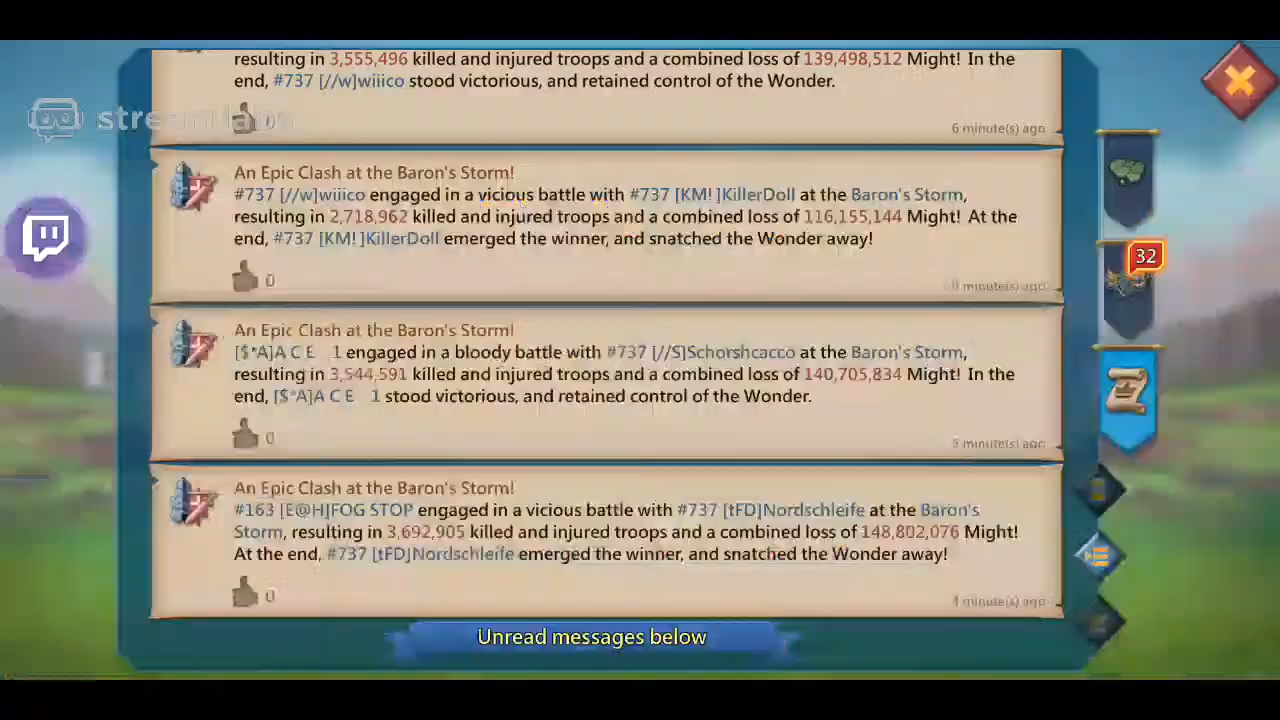 resulting in 3,555,496 killed and injured troops and a combined loss of 139,498,512 Might! In the
end, #737 [//w]wiiico stood victorious, and retained control of the Wonder.
0
6 minute(s) ago
An Epic Clash at the Baron's Storm!
#737 [//w]wiiico engaged in a vicious battle with #737 [KM! ]KillerDoll at the Baron's Storm,
resulting in 2,718,962 killed and injured troops and a combined loss of 116,155,144 Might! At the
end, #737 [KM! ]KillerDoll emerged the winner, and snatched the Wonder away!
0
minute(s) ago
32
An Epic Clash at the Baron's Storm!
[$*A]A C E 1 engaged in a bloody battle with #737 [//S]Schorshcacco at the Baron's Storm,
resulting in 3,544,591 killed and injured troops and a combined loss of 140,705,834 Might! In the
end, [$*A]A C E 1 stood victorious, and retained control of the Wonder.
0
5 minute(s) ago
An Epic Clash at the Baron's Storm!
#163 [E@H]FOG STOP engaged in a vicious battle with #737 [tFD]Nordschleife at the Baron's
Storm, resulting in 3,692,905 killed and injured troops and a combined loss of 148,802,076 Might!
At the end, #737 [tFD]Nordschleife emerged the winner, and snatched the Wonder away!
0
4 minute(s) ago
Unread messages below